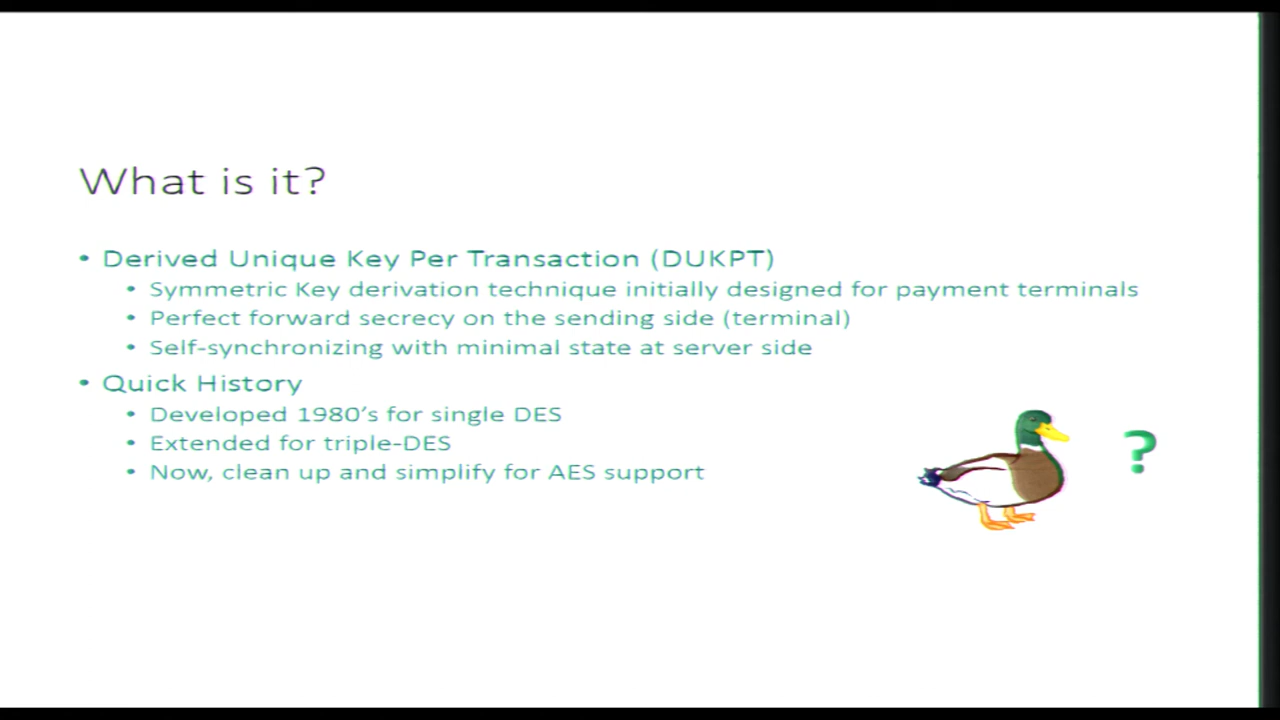 What is it?
• Derived Unique Key Per Transaction (DUKPT)
• Symmetric Key derivation technique initially designed for payment terminals
• Perfect forward secrecy on the sending side (terminal)
• Self-synchronizing with minimal state at server side
• Quick History
• Developed 1980's for single DES
• Extended for triple-DES
• Now, clean up and simplify for AES support
?